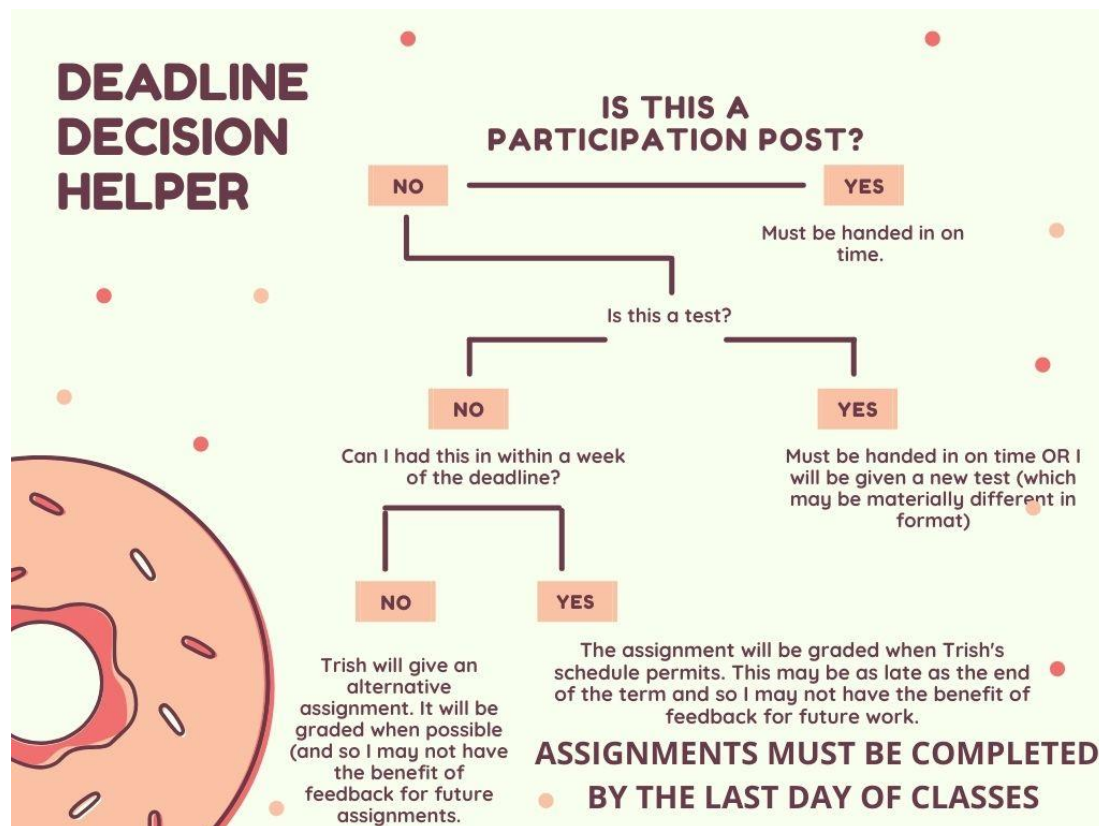 DEADLINE
DECISION
HELPER
IS THIS A
PARTICIPATION POST?
NO
YES
Must be handed in on
time.
Is this a test?
NO
YES
Can I had this in within a week
of the deadline?
Must be handed in on time OR I
will be given a new test (which
may be materially different in
format)
NO
YES
Trish will give an
alternative
assignment. It will be
graded when possible
(and so I may not have
the benefit of
feedback for future
assignments.
The assignment will be graded when Trish's
schedule permits. This may be as late as the end
of the term and so I may not have the benefit of
feedback for future work.
ASSIGNMENTS MUST BE COMPLETED
BY THE LAST DAY OF CLASSES